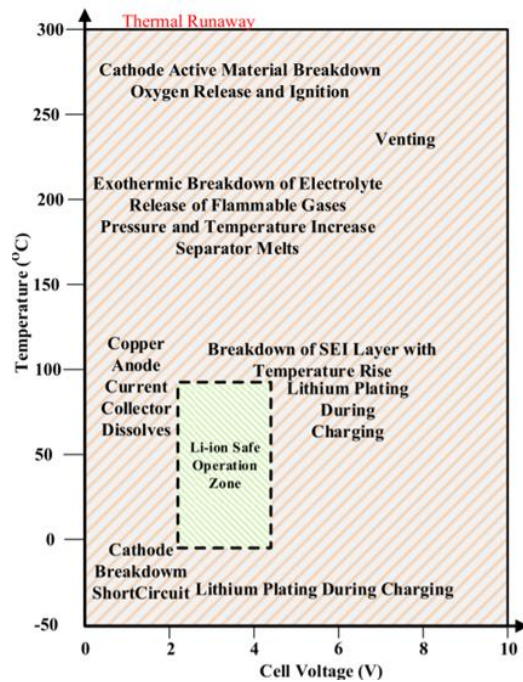 Thermal Runaway
300
Cathode Active Material Breakdown
Oxygen Release and Ignition
250
Venting
Exothermic Breakdown of Electrolyte
200
Release of Flammable Gases
Pressure and Temperature Increase
Separator Melts
150
Temperature (°C)
Copper
Anode
Current
Collector
Dissolves
Breakdown of SEI Layer with
Temperature Rise
100
Lithium Plating
During
Charging
50
Li-ion Safe
Operation
Zone
0
Cathode
Breakdowm
ShortCircuit
Lithium Plating During Charging
-50
0 2 4 6 8 10
Cell Voltage (V)